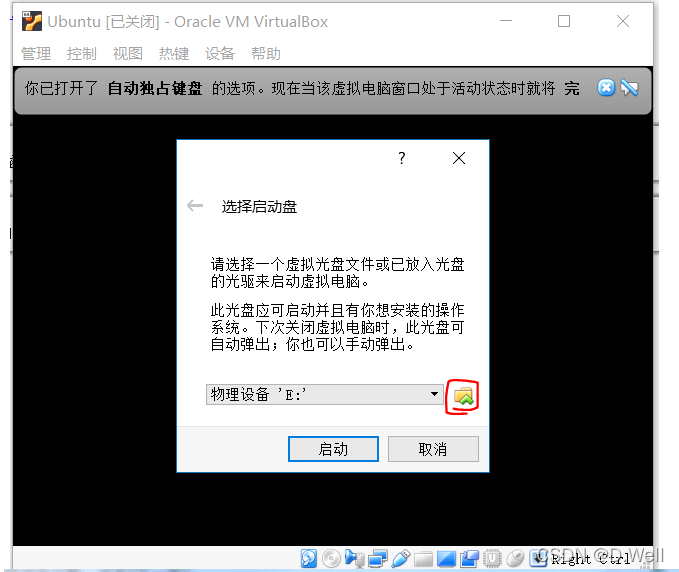 Ubuntu [已关闭] - Oracle VM VirtualBox
管理 控制 视图 热键 设备 帮助
你已打开了 自动独占键盘 的选项。现在当该虚拟电脑窗口处于活动状态时就将 完
?
选择启动盘
请选择一个虚拟光盘文件或已放入光盘
的光驱来启动虚拟电脑。
此光盘应可启动并且有你想安装的操作
系统。下次关闭虚拟电脑时，此光盘可
自动弹出；你也可以手动弹出。
物理设备 'E:'
启动 取消
Right Ctrl
CSDN @D.Well